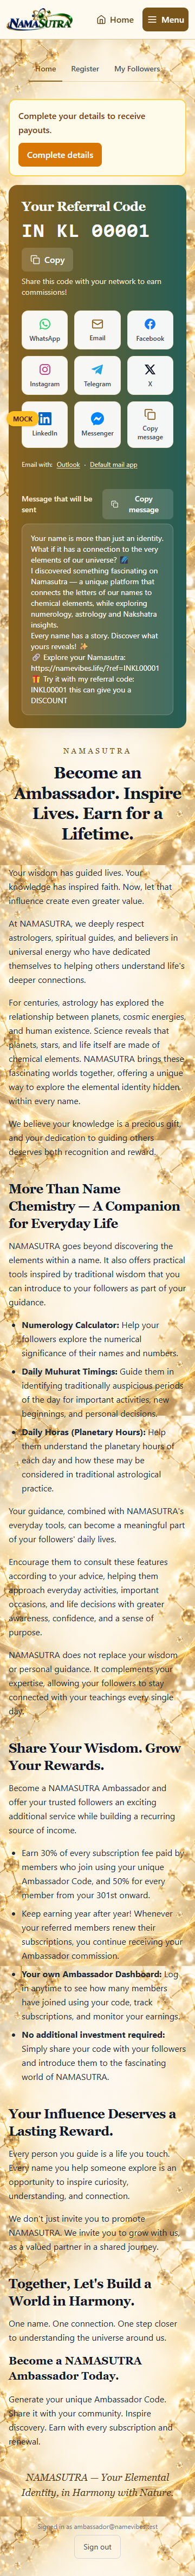 NAMASUTRA
Home
Menu
Home
Register
My Followers
Complete your details to receive
payouts.
Complete details
Your Referral Code
IN KL 00001
Copy
Share this code with your network to earn
commissions!
WhatsApp
Email
Facebook
Instagram
Telegram
X
MOCK
LinkedIn
Messenger
Copy
message
Email with: Outlook · Default mail app
Message that will be
sent
Copy
message
Your name is more than just an identity.
What if it has an connection to the very
elements of our universe? 🌌
I discovered something fascinating on
Namasutra — a unique platform that
connects the letters of our names to
chemical elements, while exploring
numerology, astrology and Nakshatra
insights.
Every name has a story. Discover what
yours reveals! ✨
🔗 Explore your Namasutra:
https://namevibes.life/?ref=INKL00001
🎁 Try it with my referral code:
INKL00001 this can give you a
DISCOUNT
NAMASUTRA
Become an
Ambassador. Inspire
Lives. Earn for a
Lifetime.
Your wisdom has guided lives. Your
knowledge has inspired faith. Now, let that
influence create even greater value.
At NAMASUTRA, we deeply respect
astrologers, spiritual guides, and believers in
universal energy who have dedicated
themselves to helping others understand life's
deeper connections.
For centuries, astrology has explored the
relationship between planets, cosmic energies,
and human existence. Science reveals that
planets, stars, and life itself are made of
chemical elements. NAMASUTRA brings these
fascinating worlds together, offering a unique
way to explore the elemental identity hidden
within every name.
We believe your knowledge is a precious gift,
and your dedication to guiding others
deserves both recognition and reward.
More Than Name
Chemistry — A Companion
for Everyday Life
NAMASUTRA goes beyond discovering the
elements within a name. It also offers practical
tools inspired by traditional wisdom that you
can introduce to your followers as part of your
guidance.
• Numerology Calculator: Help your
followers explore the numerical
significance of their names and numbers.
• Daily Muhurat Timings: Guide them in
identifying traditionally auspicious periods
of the day for important activities, new
beginnings, and personal decisions.
• Daily Horas (Planetary Hours): Help
them understand the planetary hours of
each day and how these may be
considered in traditional astrological
practice.
Your guidance, combined with NAMASUTRA's
everyday tools, can become a meaningful part
of your followers' daily lives.
Encourage them to consult these features
according to your advice, helping them
approach everyday activities, important
occasions, and life decisions with greater
awareness, confidence, and a sense of
purpose.
NAMASUTRA does not replace your wisdom
or personal guidance. It complements your
expertise, allowing your followers to stay
connected with your teachings every single
day.
Share Your Wisdom. Grow
Your Rewards.
Become a NAMASUTRA Ambassador and
offer your trusted followers an exciting
additional service while building a recurring
source of income.
• Earn 30% of every subscription fee paid by
members who join using your unique
Ambassador Code, and 50% for every
member from your 301st onward.
• Keep earning year after year! Whenever
your referred members renew their
subscriptions, you continue receiving your
Ambassador commission.
• Your own Ambassador Dashboard: Log
in anytime to see how many members
have joined using your code, track
subscriptions, and monitor your earnings.
• No additional investment required:
Simply share your code with your followers
and introduce them to the fascinating
world of NAMASUTRA.
Your Influence Deserves a
Lasting Reward.
Every person you guide is a life you touch.
Every name you help someone explore is an
opportunity to inspire curiosity,
understanding, and connection.
We don't just invite you to promote
NAMASUTRA. We invite you to grow with us,
as a valued partner in a shared journey.
Together, Let's Build a
World in Harmony.
One name. One connection. One step closer
to understanding the universe around us.
Become a NAMASUTRA
Ambassador Today.
Generate your unique Ambassador Code.
Share it with your community. Inspire
discovery. Earn with every subscription and
renewal.
NAMASUTRA — Your Elemental
Identity, in Harmony with Nature.
Signed in as ambassador@namevibes.test
Sign out